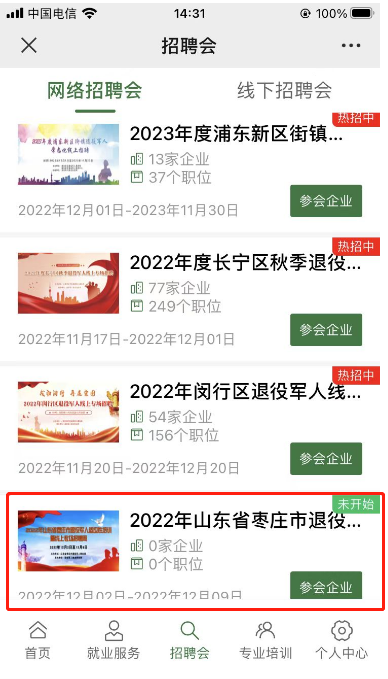 中国电信 14:31 100%
招聘会
网络招聘会 线下招聘会
热招中
2023年度浦东新区街镇...
13家企业
37个职位
参会企业
2022年12月01日-2023年11月30日
热招中
2022年度长宁区秋季退役...
77家企业
249个职位
参会企业
2022年11月17日-2022年12月01日
热招中
2022年闵行区退役军人线...
54家企业
156个职位
参会企业
2022年11月20日-2022年12月20日
未开始
2022年山东省枣庄市退役...
0家企业
0个职位
参会企业
2022年12月02日-2022年12月09日
首页 就业服务 招聘会 专业培训 个人中心